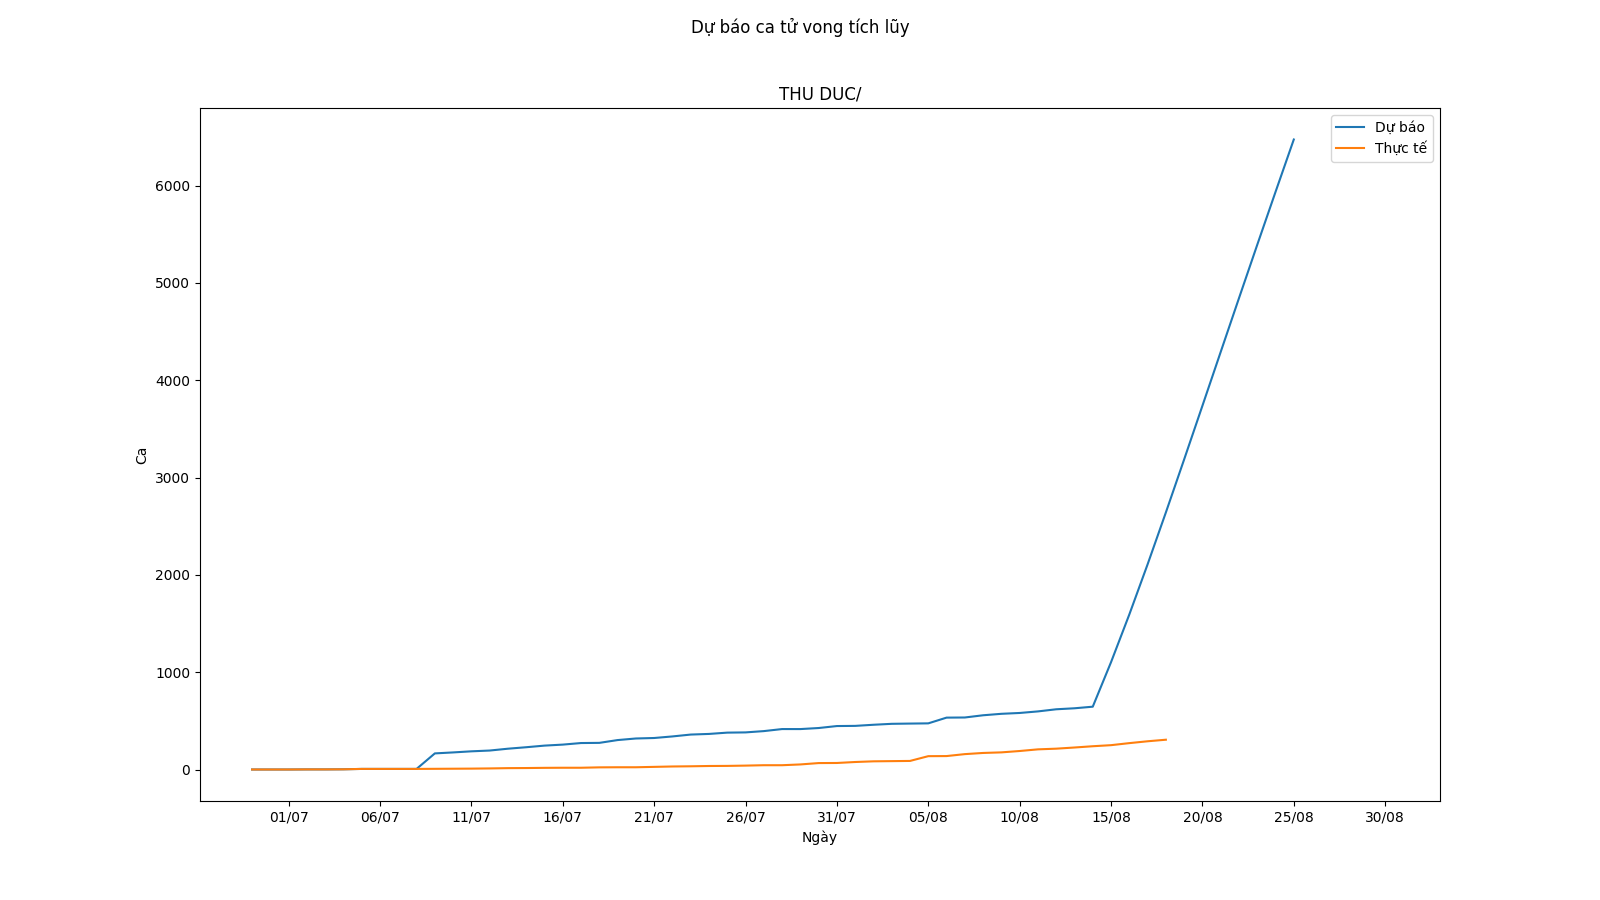 Dự báo ca tử vong tích lũy
THU DUC/
Dự báo
Thực tế
6000
5000
4000
3000
2000
1000
0
Ca
01/07 06/07 11/07 16/07 21/07 26/07 31/07 05/08 10/08 15/08 20/08 25/08 30/08
Ngày